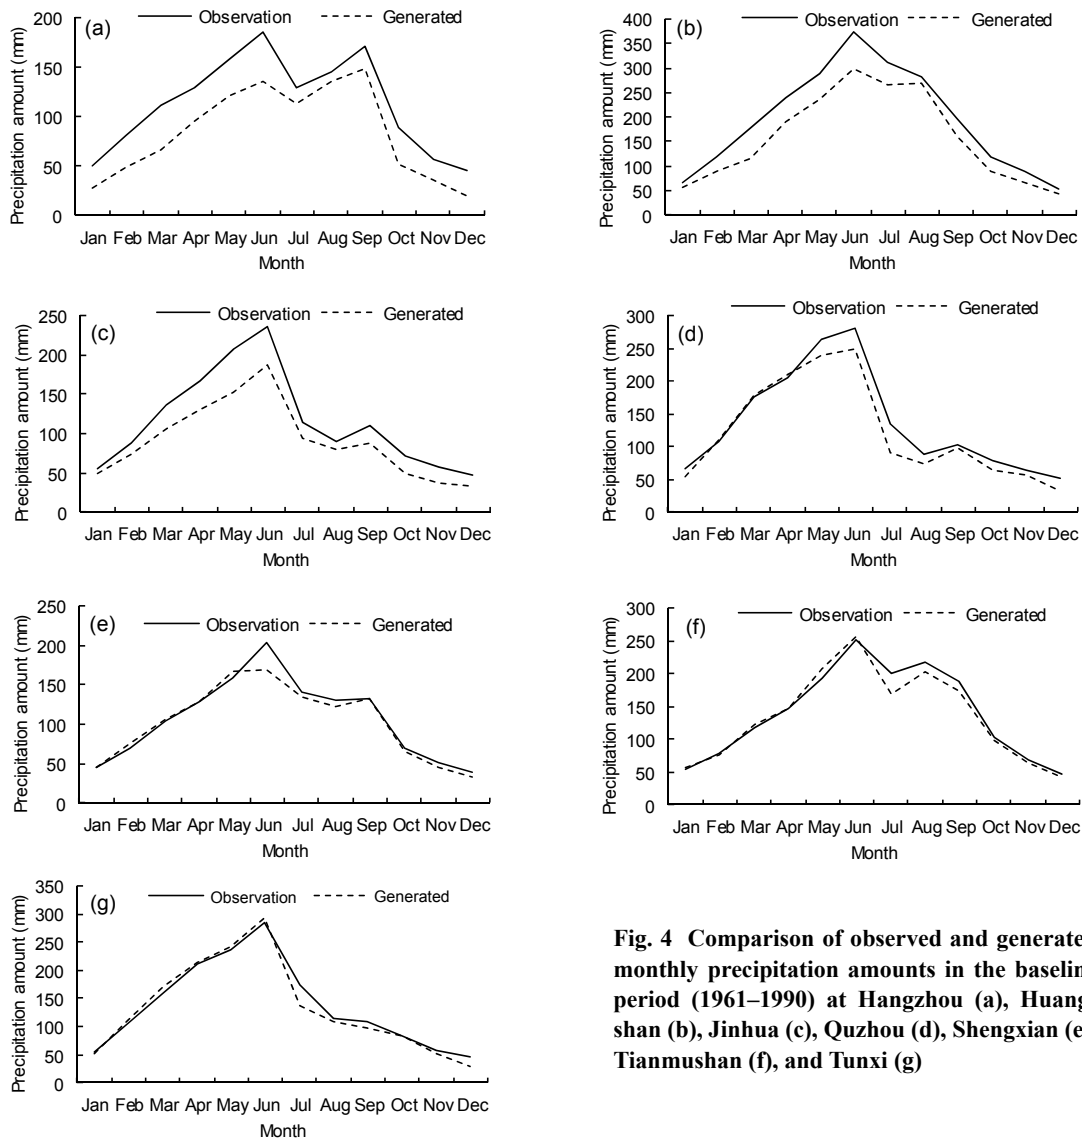 (a)
Observation
Generated
Precipitation amount (mm)
200
150
100
50
0
Jan Feb Mar Apr May Jun Jul Aug Sep Oct Nov Dec
Month
(b)
Observation
Generated
Precipitation amount (mm)
400
350
300
250
200
150
100
50
0
Jan Feb Mar Apr May Jun Jul Aug Sep Oct Nov Dec
Month
(c)
Observation
Generated
Precipitation amount (mm)
250
200
150
100
50
0
Jan Feb Mar Apr May Jun Jul Aug Sep Oct Nov Dec
Month
(d)
Observation
Generated
Precipitation amount (mm)
300
250
200
150
100
50
0
Jan Feb Mar Apr May Jun Jul Aug Sep Oct Nov Dec
Month
(e)
Observation
Generated
Precipitation amount (mm)
250
200
150
100
50
0
Jan Feb Mar Apr May Jun Jul Aug Sep Oct Nov Dec
Month
(f)
Observation
Generated
Precipitation amount (mm)
300
250
200
150
100
50
0
Jan Feb Mar Apr May Jun Jul Aug Sep Oct Nov Dec
Month
(g)
Observation
Generated
Precipitation amount (mm)
350
300
250
200
150
100
50
0
Jan Feb Mar Apr May Jun Jul Aug Sep Oct Nov Dec
Month
Fig. 4 Comparison of observed and generate
monthly precipitation amounts in the baselin
period (1961–1990) at Hangzhou (a), Huang
shan (b), Jinhua (c), Quzhou (d), Shengxian (e
Tianmushan (f), and Tunxi (g)